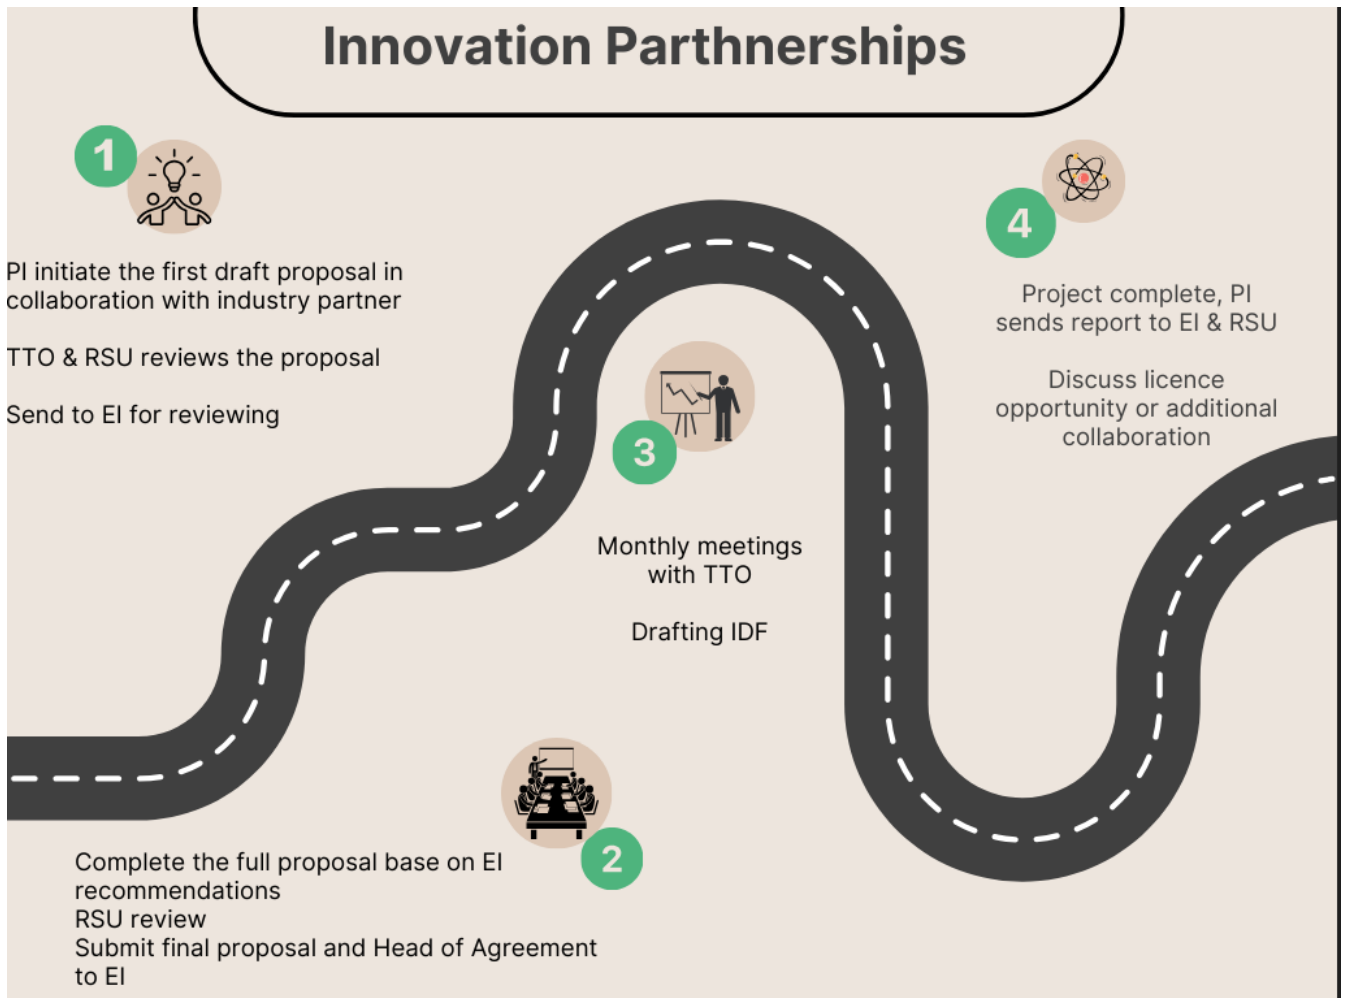 Innovation Parthnerships
1
PI initiate the first draft proposal in
collaboration with industry partner
TTO & RSU reviews the proposal
Send to EI for reviewing
4
Project complete, PI
sends report to EI & RSU
Discuss licence
opportunity or additional
collaboration
3
Monthly meetings
with TTO
Drafting IDF
2
Complete the full proposal base on EI
recommendations
RSU review
Submit final proposal and Head of Agreement
to EI